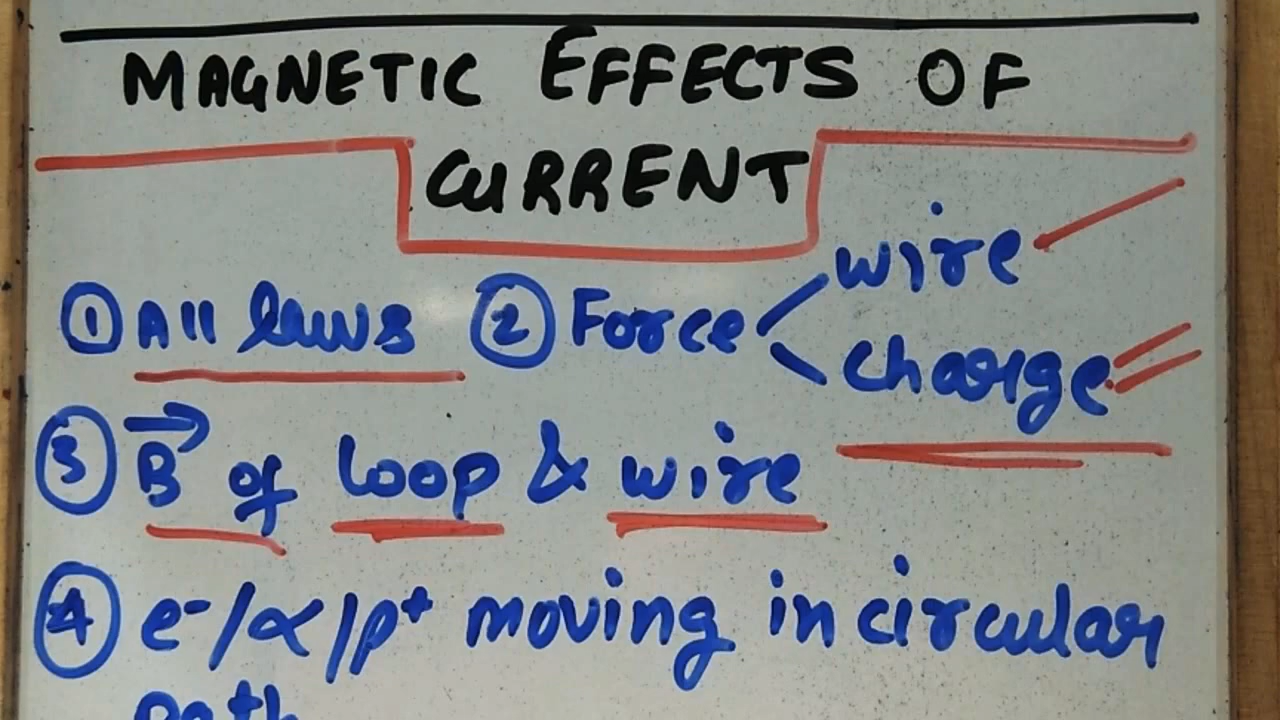 MAGNETIC EFFECTS OF
CURRENT
① All laws ② Force < wire
charge
③ B⃗ of loop & wire
④ e⁻/α/p⁺ moving in circular
path